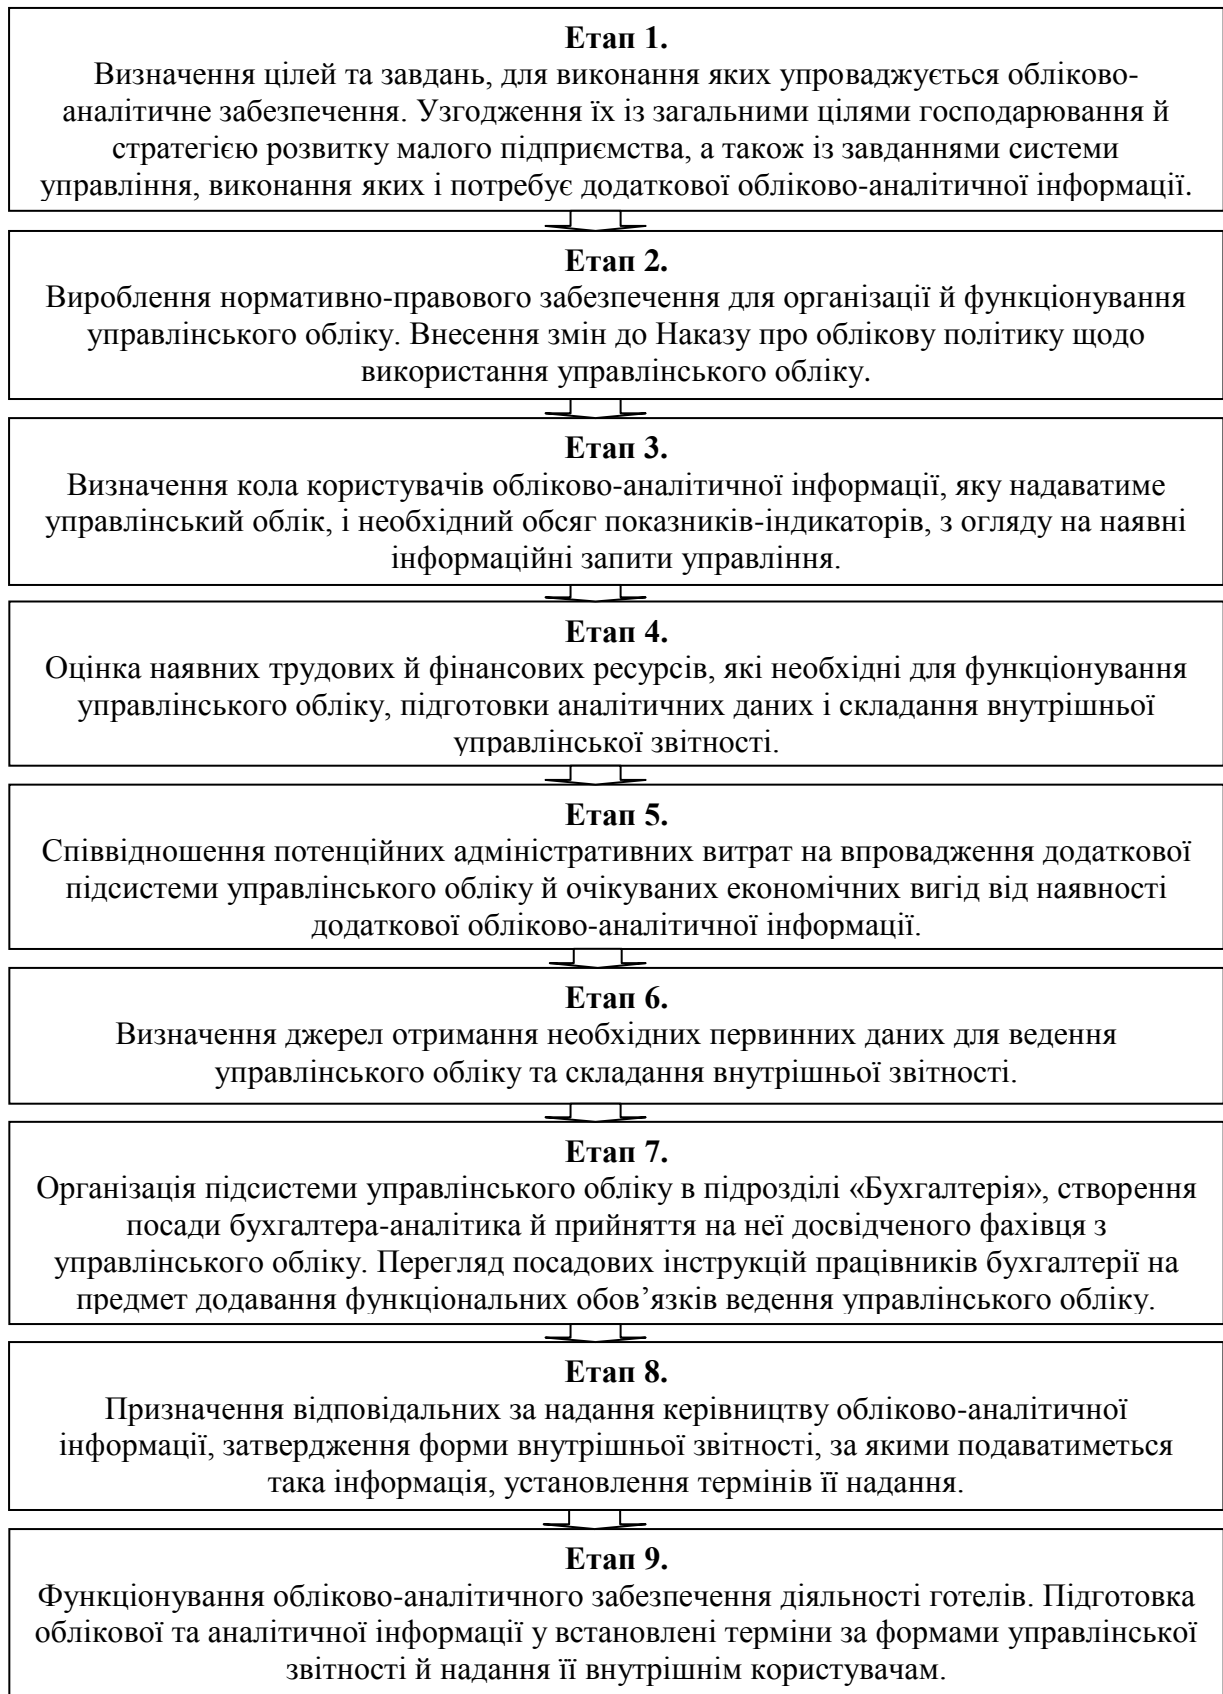 Етап 1.
Визначення цілей та завдань, для виконання яких упроваджується обліково-
аналітичне забезпечення. Узгодження їх із загальними цілями господарювання й
стратегією розвитку малого підприємства, а також із завданнями системи
управління, виконання яких і потребує додаткової обліково-аналітичної інформації.
Етап 2.
Вироблення нормативно-правового забезпечення для організації й функціонування
управлінського обліку. Внесення змін до Наказу про облікову політику щодо
використання управлінського обліку.
Етап 3.
Визначення кола користувачів обліково-аналітичної інформації, яку надаватиме
управлінський облік, і необхідний обсяг показників-індикаторів, з огляду на наявні
інформаційні запити управління.
Етап 4.
Оцінка наявних трудових й фінансових ресурсів, які необхідні для функціонування
управлінського обліку, підготовки аналітичних даних і складання внутрішньої
управлінської звітності.
Етап 5.
Співвідношення потенційних адміністративних витрат на впровадження додаткової
підсистеми управлінського обліку й очікуваних економічних вигід від наявності
додаткової обліково-аналітичної інформації.
Етап 6.
Визначення джерел отримання необхідних первинних даних для ведення
управлінського обліку та складання внутрішньої звітності.
Етап 7.
Організація підсистеми управлінського обліку в підрозділі «Бухгалтерія», створення
посади бухгалтера-аналітика й прийняття на неї досвідченого фахівця з
управлінського обліку. Перегляд посадових інструкцій працівників бухгалтерії на
предмет додавання функціональних обов’язків ведення управлінського обліку.
Етап 8.
Призначення відповідальних за надання керівництву обліково-аналітичної
інформації, затвердження форми внутрішньої звітності, за якими подаватиметься
така інформація, установлення термінів її надання.
Етап 9.
Функціонування обліково-аналітичного забезпечення діяльності готелів. Підготовка
облікової та аналітичної інформації у встановлені терміни за формами управлінської
звітності й надання її внутрішнім користувачам.